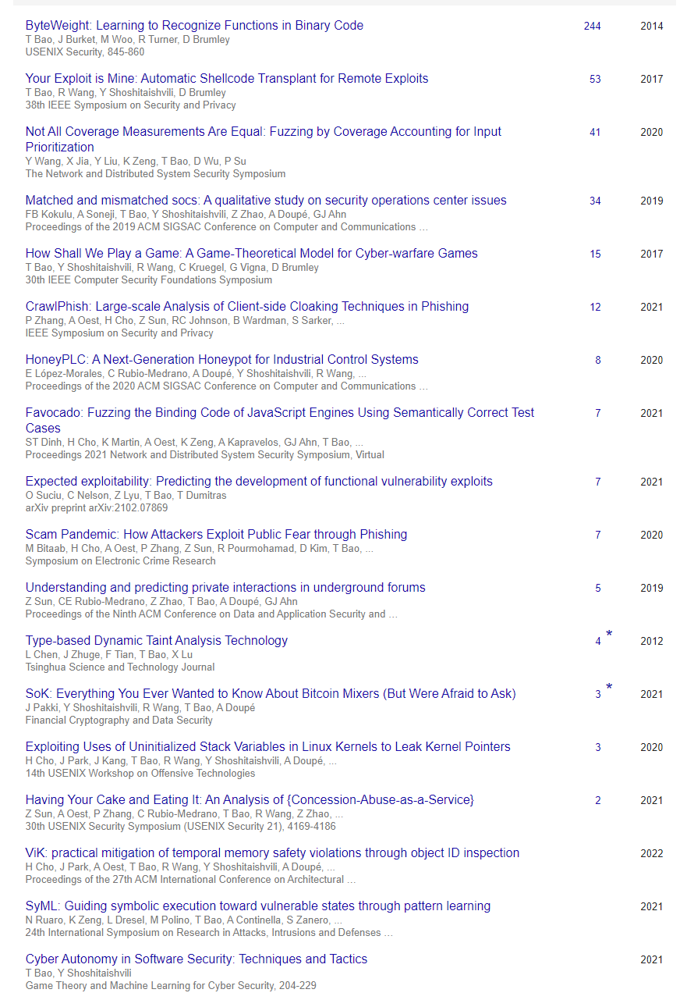 ByteWeight: Learning to Recognize Functions in Binary Code 244 2014
T Bao, J Burket, M Woo, R Turner, D Brumley
USENIX Security, 845-860
Your Exploit is Mine: Automatic Shellcode Transplant for Remote Exploits 53 2017
T Bao, R Wang, Y Shoshitaishvili, D Brumley
38th IEEE Symposium on Security and Privacy
Not All Coverage Measurements Are Equal: Fuzzing by Coverage Accounting for Input 41 2020
Prioritization
Y Wang, X Jia, Y Liu, K Zeng, T Bao, D Wu, P Su
The Network and Distributed System Security Symposium
Matched and mismatched socs: A qualitative study on security operations center issues 34 2019
FB Kokulu, A Soneji, T Bao, Y Shoshitaishvili, Z Zhao, A Doupé, GJ Ahn
Proceedings of the 2019 ACM SIGSAC Conference on Computer and Communications …
How Shall We Play a Game: A Game-Theoretical Model for Cyber-warfare Games 15 2017
T Bao, Y Shoshitaishvili, R Wang, C Kruegel, G Vigna, D Brumley
30th IEEE Computer Security Foundations Symposium
CrawlPhish: Large-scale Analysis of Client-side Cloaking Techniques in Phishing 12 2021
P Zhang, A Oest, H Cho, Z Sun, RC Johnson, B Wardman, S Sarker, ...
IEEE Symposium on Security and Privacy
HoneyPLC: A Next-Generation Honeypot for Industrial Control Systems 8 2020
E López-Morales, C Rubio-Medrano, A Doupé, Y Shoshitaishvili, R Wang, ...
Proceedings of the 2020 ACM SIGSAC Conference on Computer and Communications …
Favocado: Fuzzing the Binding Code of JavaScript Engines Using Semantically Correct Test 7 2021
Cases
ST Dinh, H Cho, K Martin, A Oest, K Zeng, A Kapravelos, GJ Ahn, T Bao, ...
Proceedings 2021 Network and Distributed System Security Symposium, Virtual
Expected exploitability: Predicting the development of functional vulnerability exploits 7 2021
O Suciu, C Nelson, Z Lyu, T Bao, T Dumitras
arXiv preprint arXiv:2102.07869
Scam Pandemic: How Attackers Exploit Public Fear through Phishing 7 2020
M Bitaab, H Cho, A Oest, P Zhang, Z Sun, R Pourmohamad, D Kim, T Bao, ...
Symposium on Electronic Crime Research
Understanding and predicting private interactions in underground forums 5 2019
Z Sun, CE Rubio-Medrano, Z Zhao, T Bao, A Doupé, GJ Ahn
Proceedings of the Ninth ACM Conference on Data and Application Security and …
Type-based Dynamic Taint Analysis Technology 4 * 2012
L Chen, J Zhuge, F Tian, T Bao, X Lu
Tsinghua Science and Technology Journal
SoK: Everything You Ever Wanted to Know About Bitcoin Mixers (But Were Afraid to Ask) 3 * 2021
J Pakki, Y Shoshitaishvili, R Wang, T Bao, A Doupé
Financial Cryptography and Data Security
Exploiting Uses of Uninitialized Stack Variables in Linux Kernels to Leak Kernel Pointers 3 2020
H Cho, J Park, J Kang, T Bao, R Wang, Y Shoshitaishvili, A Doupé, ...
14th USENIX Workshop on Offensive Technologies
Having Your Cake and Eating It: An Analysis of {Concession-Abuse-as-a-Service} 2 2021
Z Sun, A Oest, P Zhang, C Rubio-Medrano, T Bao, R Wang, Z Zhao, ...
30th USENIX Security Symposium (USENIX Security 21), 4169-4186
ViK: practical mitigation of temporal memory safety violations through object ID inspection 2022
H Cho, J Park, A Oest, T Bao, R Wang, Y Shoshitaishvili, A Doupé, ...
Proceedings of the 27th ACM International Conference on Architectural …
SyML: Guiding symbolic execution toward vulnerable states through pattern learning 2021
N Ruaro, K Zeng, L Dresel, M Polino, T Bao, A Continella, S Zanero, ...
24th International Symposium on Research in Attacks, Intrusions and Defenses …
Cyber Autonomy in Software Security: Techniques and Tactics 2021
T Bao, Y Shoshitaishvili
Game Theory and Machine Learning for Cyber Security, 204-229